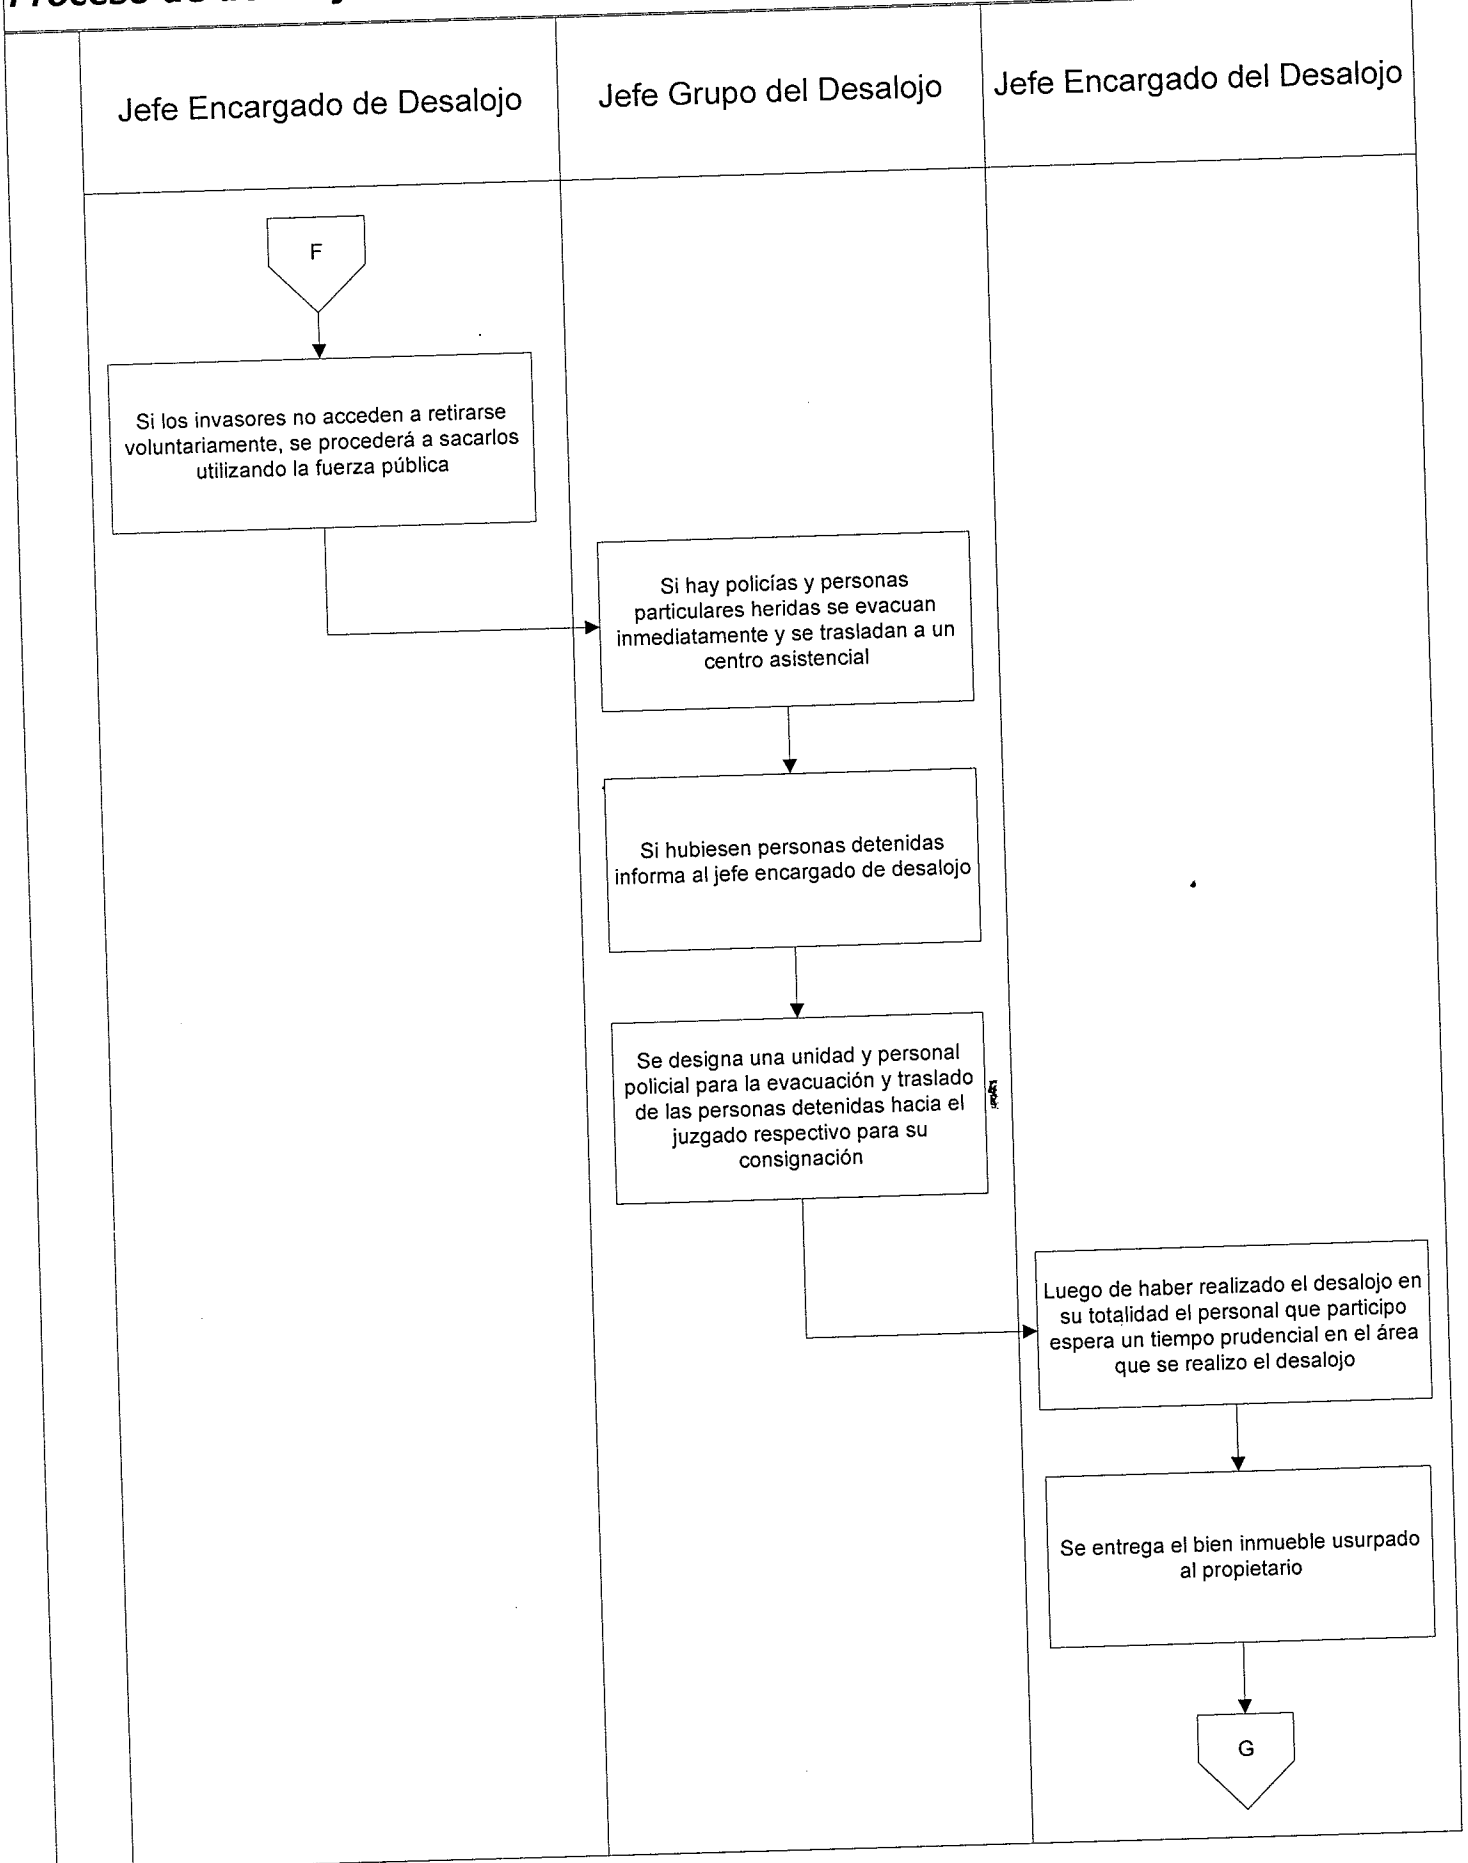 Jefe Encargado de Desalojo
Jefe Grupo del Desalojo
Jefe Encargado del Desalojo
F
Si los invasores no acceden a retirarse
voluntariamente, se procederá a sacarlos
utilizando la fuerza pública
Si hay policías y personas
particulares heridas se evacuan
inmediatamente y se trasladan a un
centro asistencial
Si hubiesen personas detenidas
informa al jefe encargado de desalojo
Se designa una unidad y personal
policial para la evacuación y traslado
de las personas detenidas hacia el
juzgado respectivo para su
consignación
Luego de haber realizado el desalojo en
su totalidad el personal que participo
espera un tiempo prudencial en el área
que se realizo el desalojo
Se entrega el bien inmueble usurpado
al propietario
G